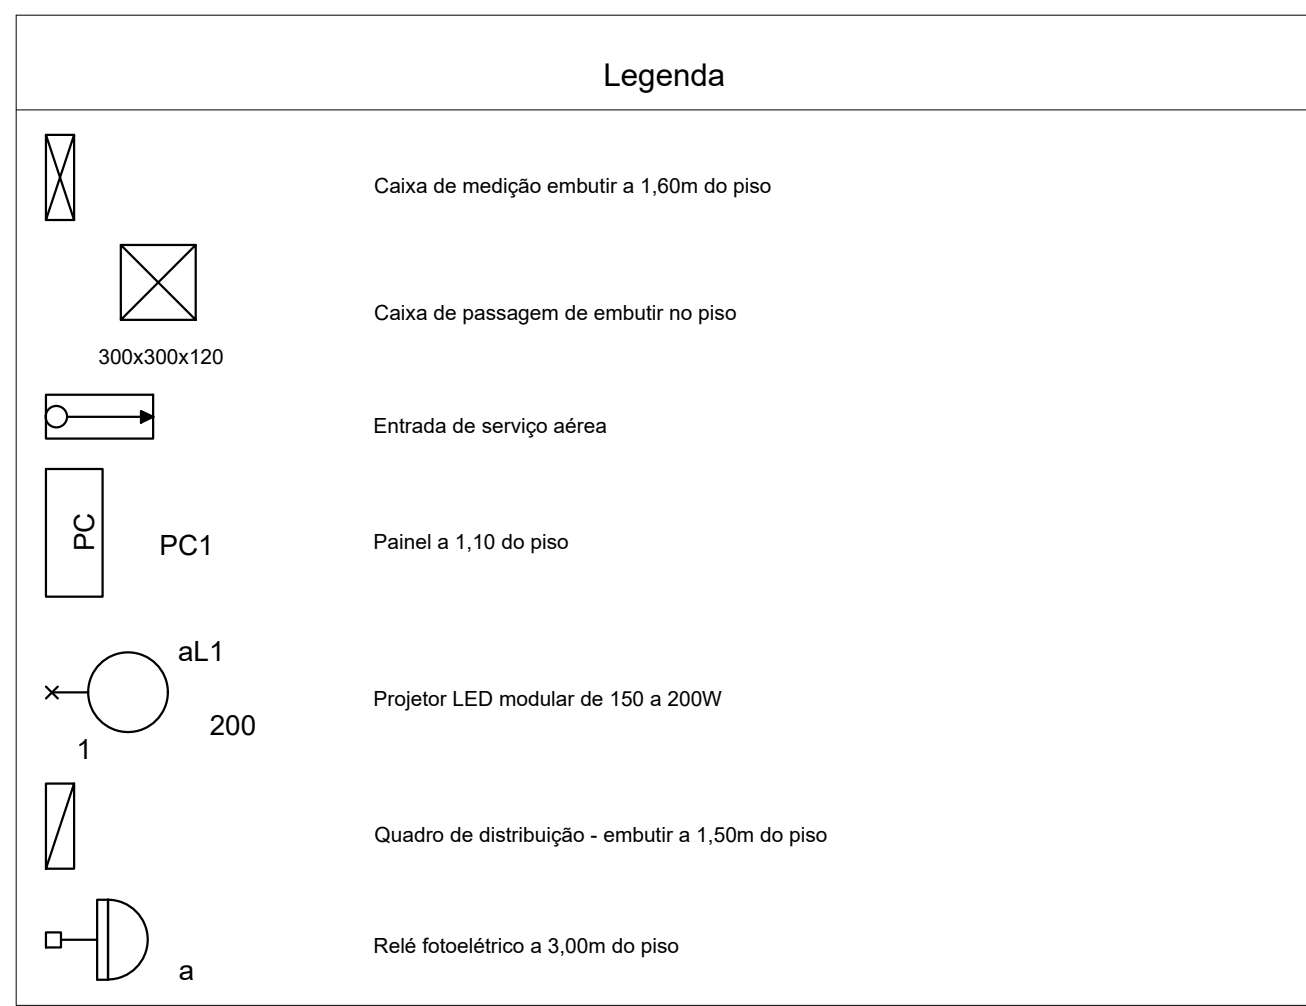 Legenda
Caixa de medição embutir a 1,60m do piso
Caixa de passagem de embutir no piso
300x300x120
Entrada de serviço aérea
PC
PC1
Painel a 1,10 do piso
aL1
Projetor LED modular de 150 a 200W
200
1
Quadro de distribuição - embutir a 1,50m do piso
Relé fotoelétrico a 3,00m do piso
a